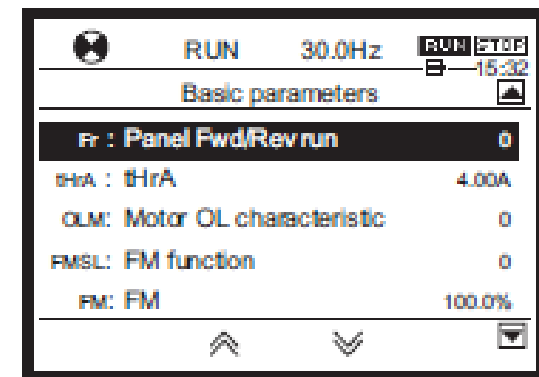 RUN 30.0Hz RUN STOP
15:32
Basic parameters
Fr : Panel Fwd/Rev run 0
tHrA : tHrA 4.00A
OLM: Motor OL characteristic 0
FMSL: FM function 0
FM: FM 100.0%